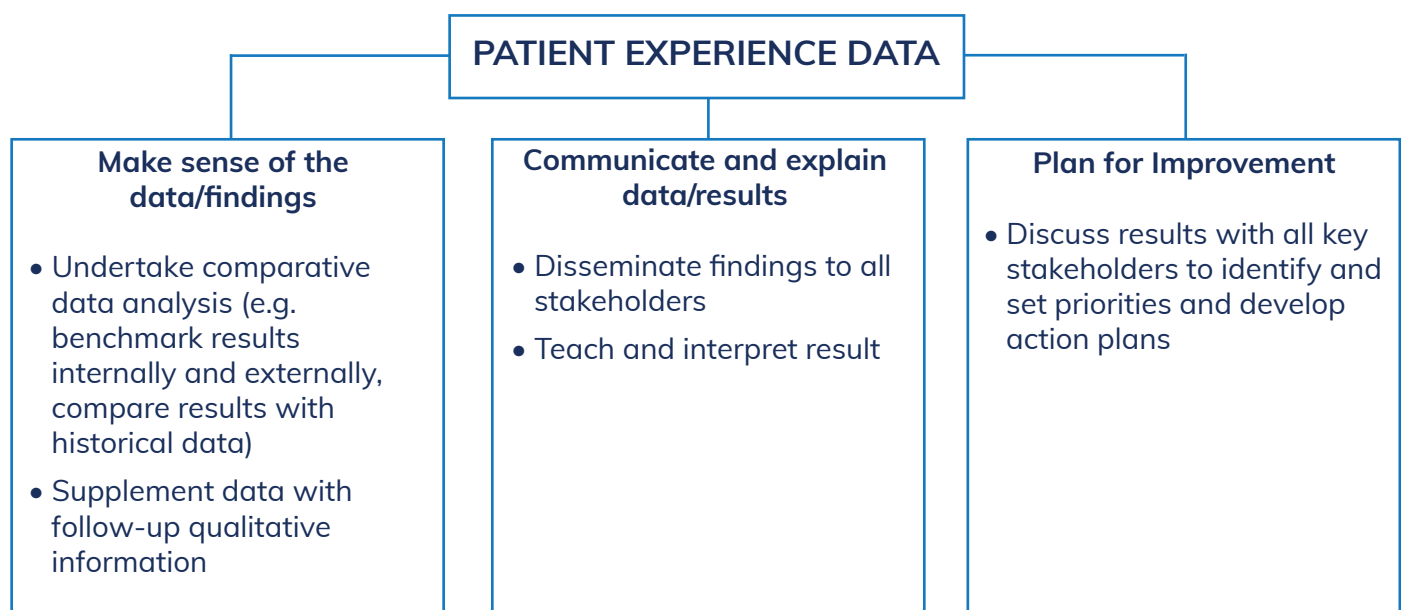 PATIENT EXPERIENCE DATA
Make sense of the
data/findings
• Undertake comparative
data analysis (e.g.
benchmark results
internally and externally,
compare results with
historical data)
• Supplement data with
follow-up qualitative
information
Communicate and explain
data/results
• Disseminate findings to all
stakeholders
• Teach and interpret result
Plan for Improvement
• Discuss results with all key
stakeholders to identify and
set priorities and develop
action plans